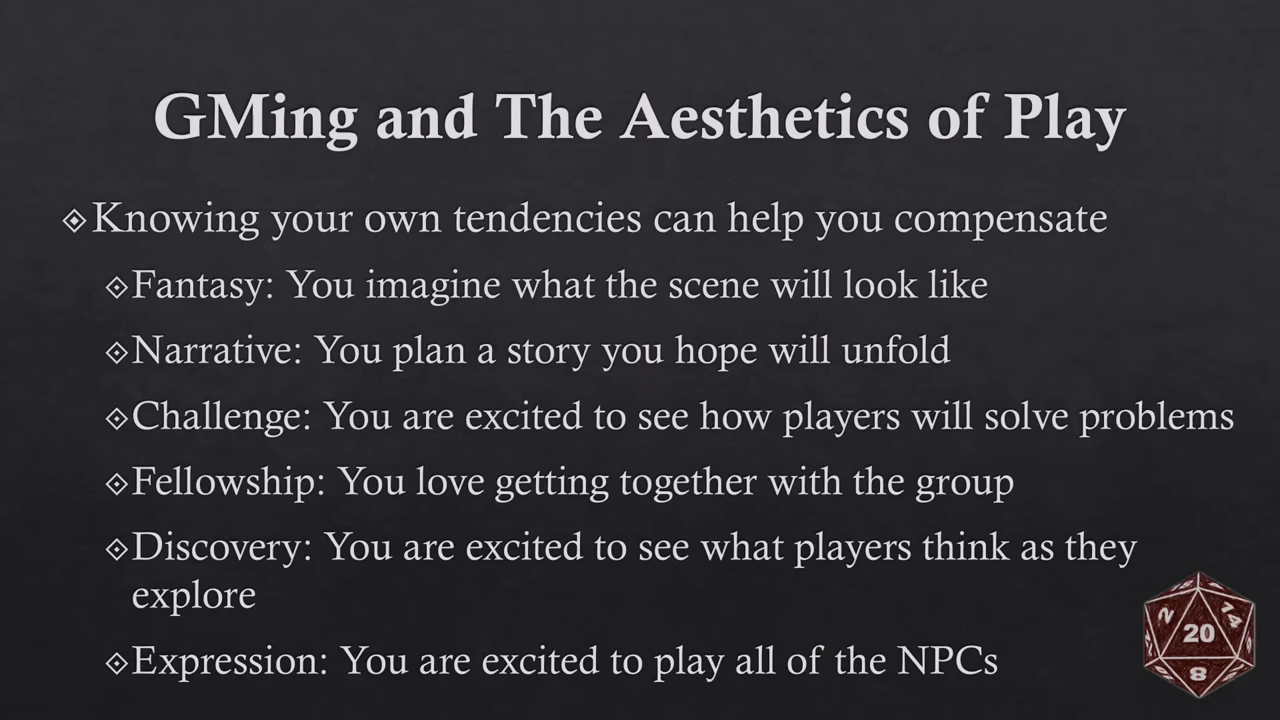 GMing and The Aesthetics of Play
Knowing your own tendencies can help you compensate
Fantasy: You imagine what the scene will look like
Narrative: You plan a story you hope will unfold
Challenge: You are excited to see how players will solve problems
Fellowship: You love getting together with the group
Discovery: You are excited to see what players think as they
explore
Expression: You are excited to play all of the NPCs
2
14
20
8